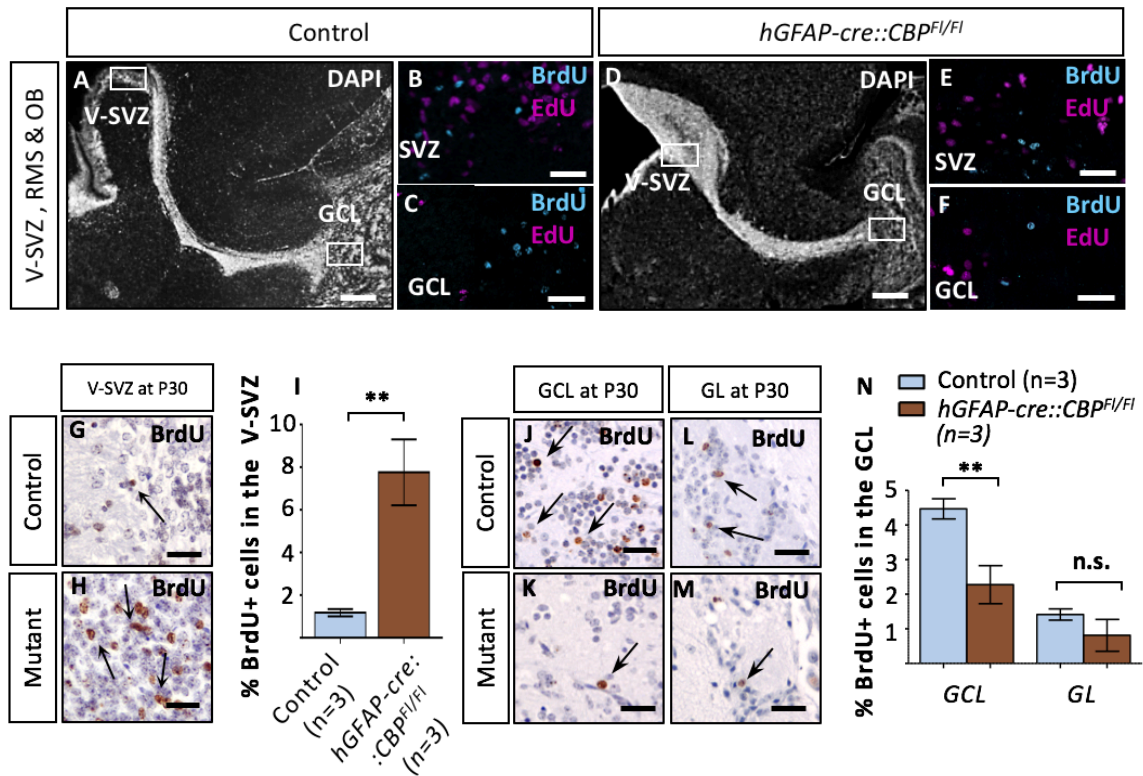 Control
hGFAP-cre::CBP^Fl/Fl
V-SVZ , RMS & OB
A
DAPI
V-SVZ
GCL
B
BrdU
EdU
SVZ
C
BrdU
EdU
GCL
D
DAPI
V-SVZ
GCL
E
BrdU
EdU
SVZ
F
BrdU
EdU
GCL
V-SVZ at P30
Control
G
BrdU
Mutant
H
BrdU
I
% BrdU+ cells in the V-SVZ
10
8
6
4
2
**
Control
(n=3)
hGFAP-cre:
:CBP^Fl/Fl
(n=3)
GCL at P30
GL at P30
Control
J
BrdU
L
BrdU
Mutant
K
BrdU
M
BrdU
N
Control (n=3)
hGFAP-cre::CBP^Fl/Fl
(n=3)
% BrdU+ cells in the GCL
5
4
3
2
1
**
n.s.
GCL
GL